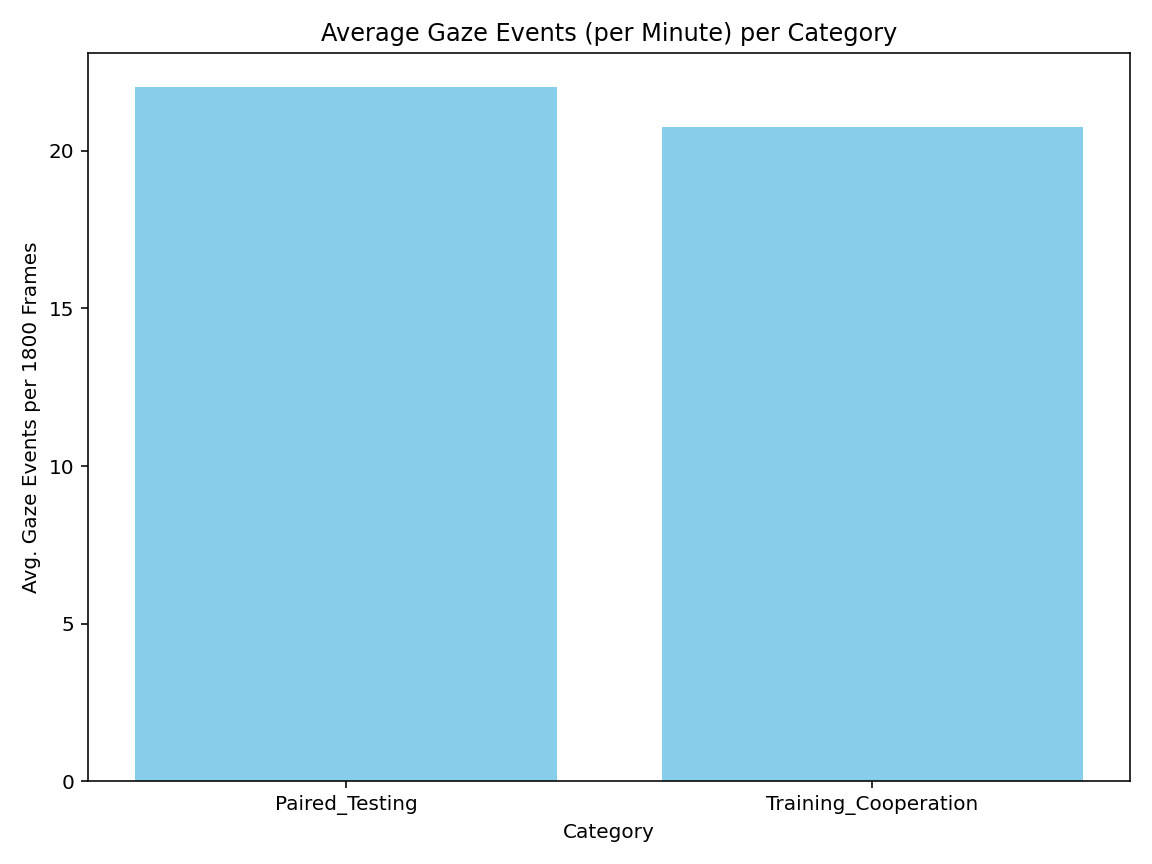 Average Gaze Events (per Minute) per Category
Avg. Gaze Events per 1800 Frames
20
15
10
5
0
Paired_Testing
Training_Cooperation
Category